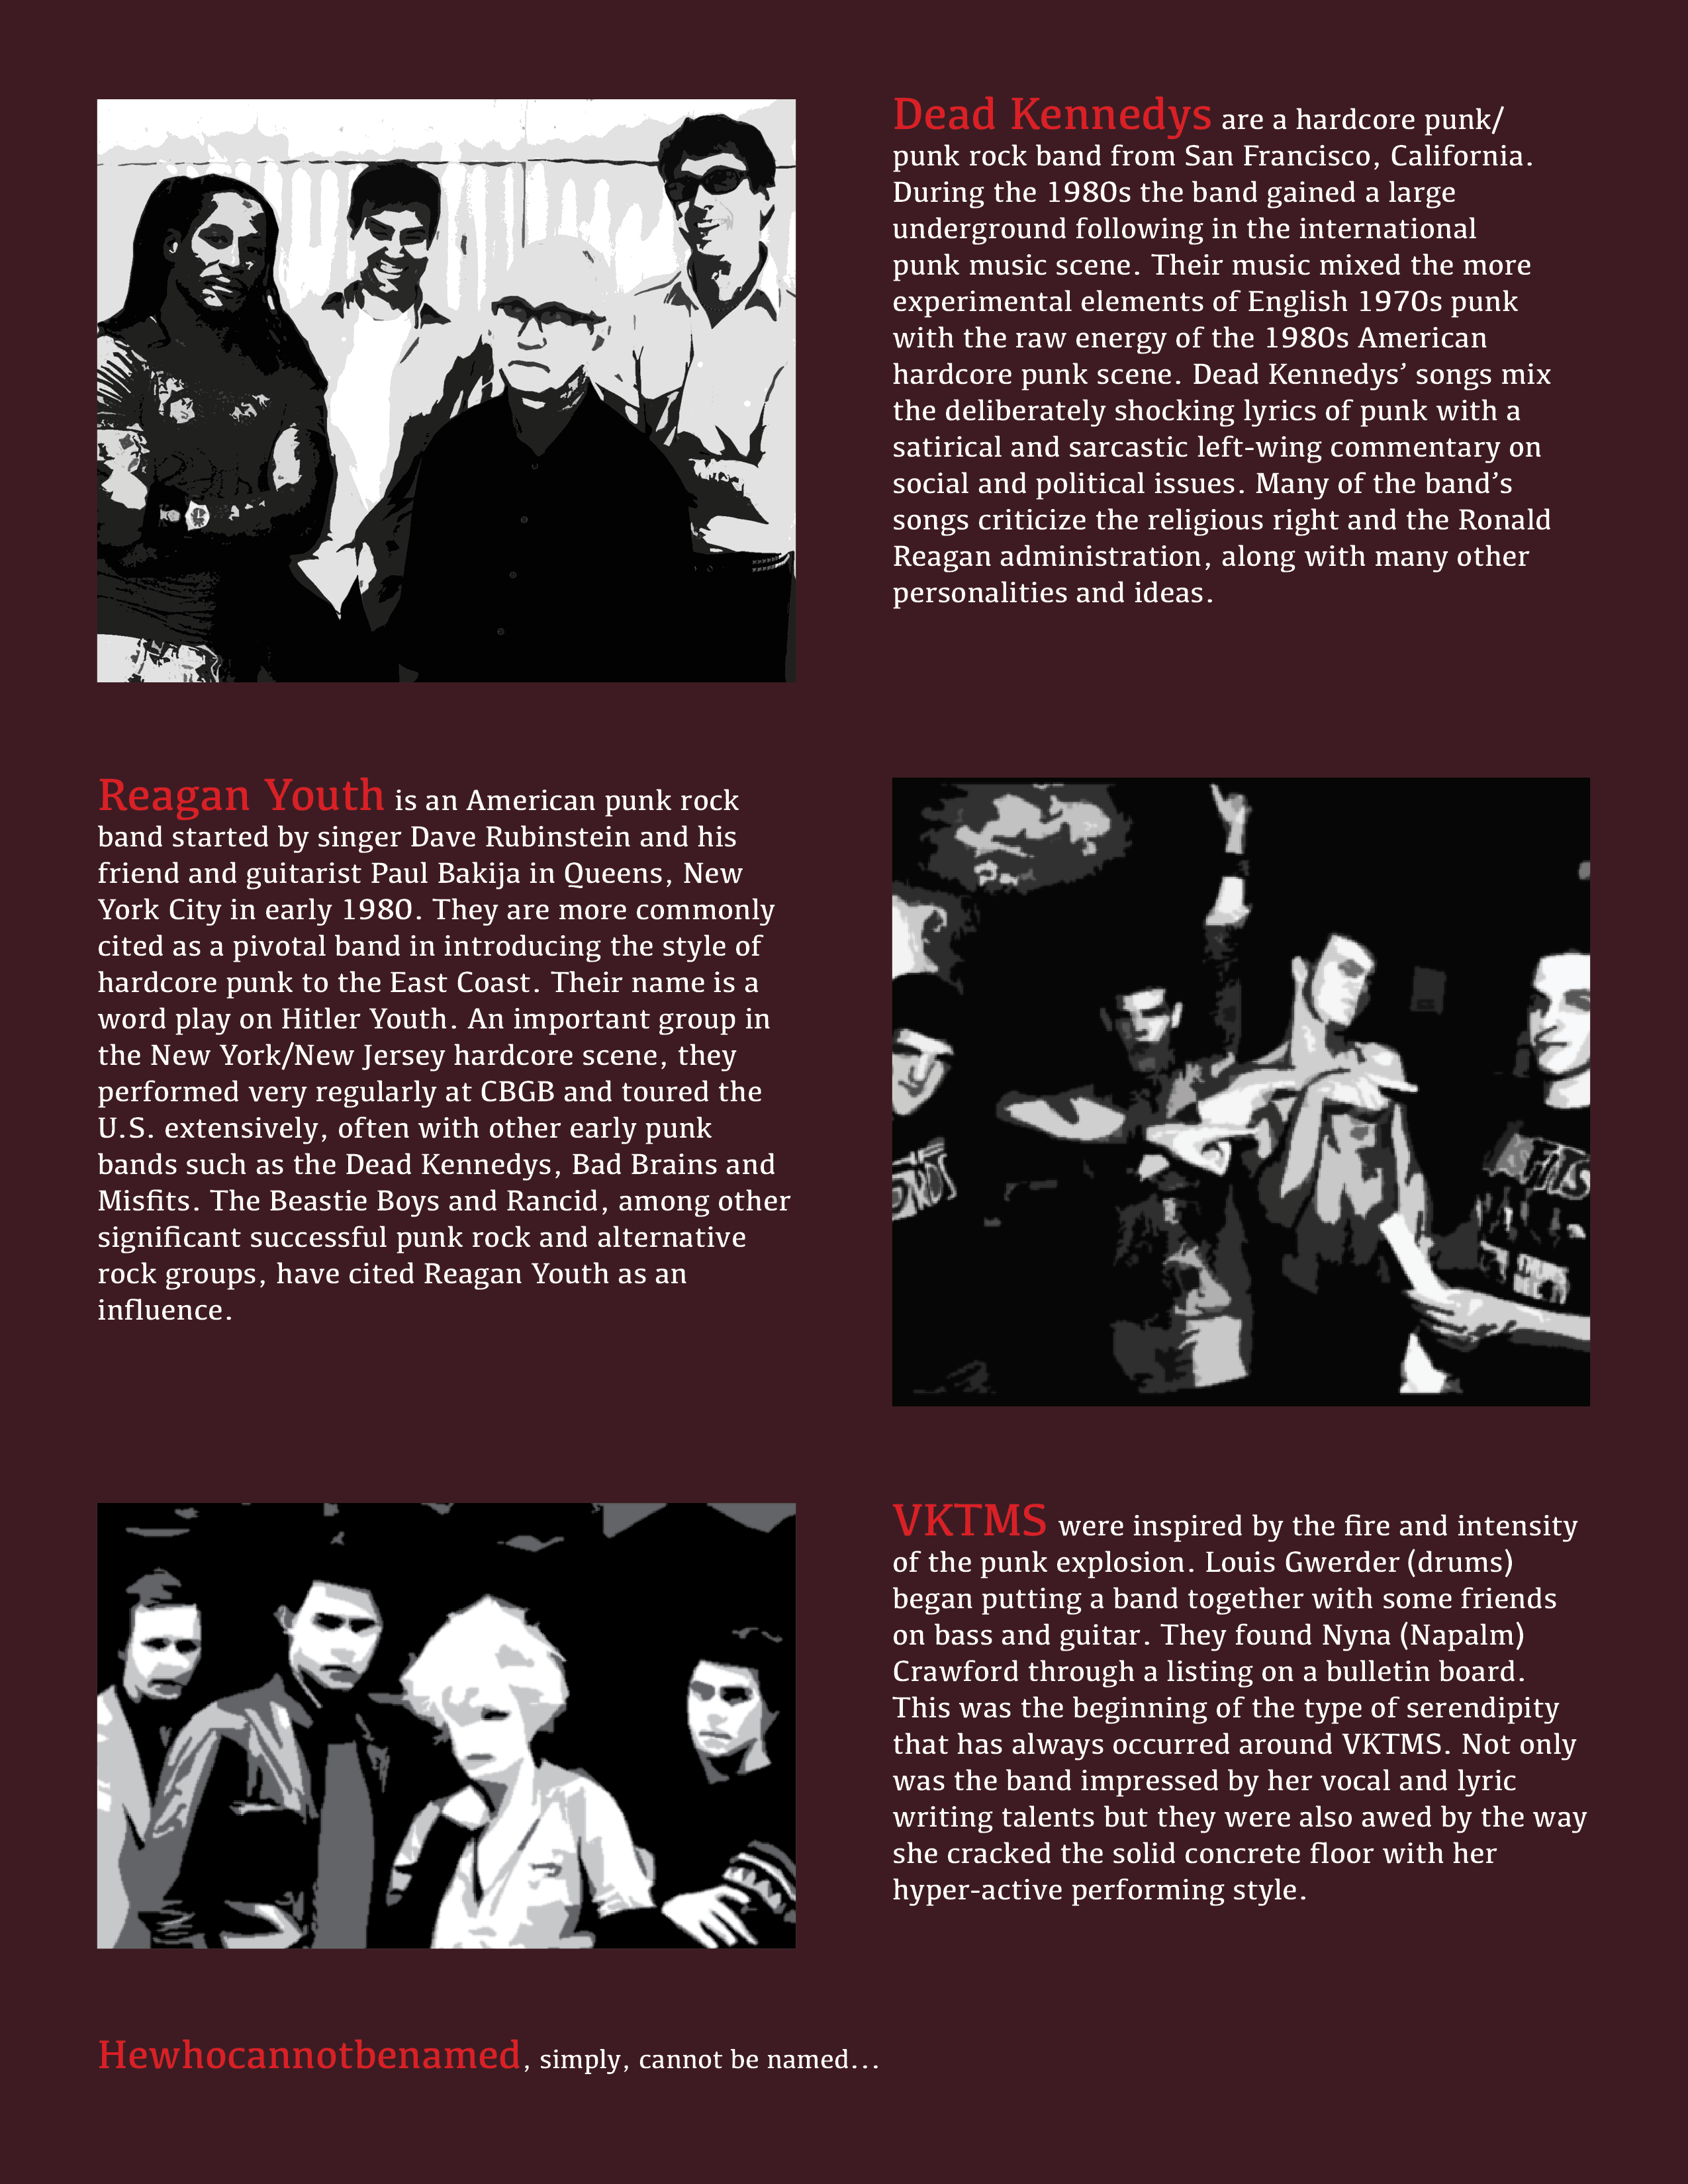 Dead Kennedys are a hardcore punk/
punk rock band from San Francisco, California.
During the 1980s the band gained a large
underground following in the international
punk music scene. Their music mixed the more
experimental elements of English 1970s punk
with the raw energy of the 1980s American
hardcore punk scene. Dead Kennedys’ songs mix
the deliberately shocking lyrics of punk with a
satirical and sarcastic left-wing commentary on
social and political issues. Many of the band’s
songs criticize the religious right and the Ronald
Reagan administration, along with many other
personalities and ideas.
Reagan Youth is an American punk rock
band started by singer Dave Rubinstein and his
friend and guitarist Paul Bakija in Queens, New
York City in early 1980. They are more commonly
cited as a pivotal band in introducing the style of
hardcore punk to the East Coast. Their name is a
word play on Hitler Youth. An important group in
the New York/New Jersey hardcore scene, they
performed very regularly at CBGB and toured the
U.S. extensively, often with other early punk
bands such as the Dead Kennedys, Bad Brains and
Misfits. The Beastie Boys and Rancid, among other
significant successful punk rock and alternative
rock groups, have cited Reagan Youth as an
influence.
VKTMS were inspired by the fire and intensity
of the punk explosion. Louis Gwerder (drums)
began putting a band together with some friends
on bass and guitar. They found Nyna (Napalm)
Crawford through a listing on a bulletin board.
This was the beginning of the type of serendipity
that has always occurred around VKTMS. Not only
was the band impressed by her vocal and lyric
writing talents but they were also awed by the way
she cracked the solid concrete floor with her
hyper-active performing style.
Hewhocannotbenamed, simply, cannot be named...